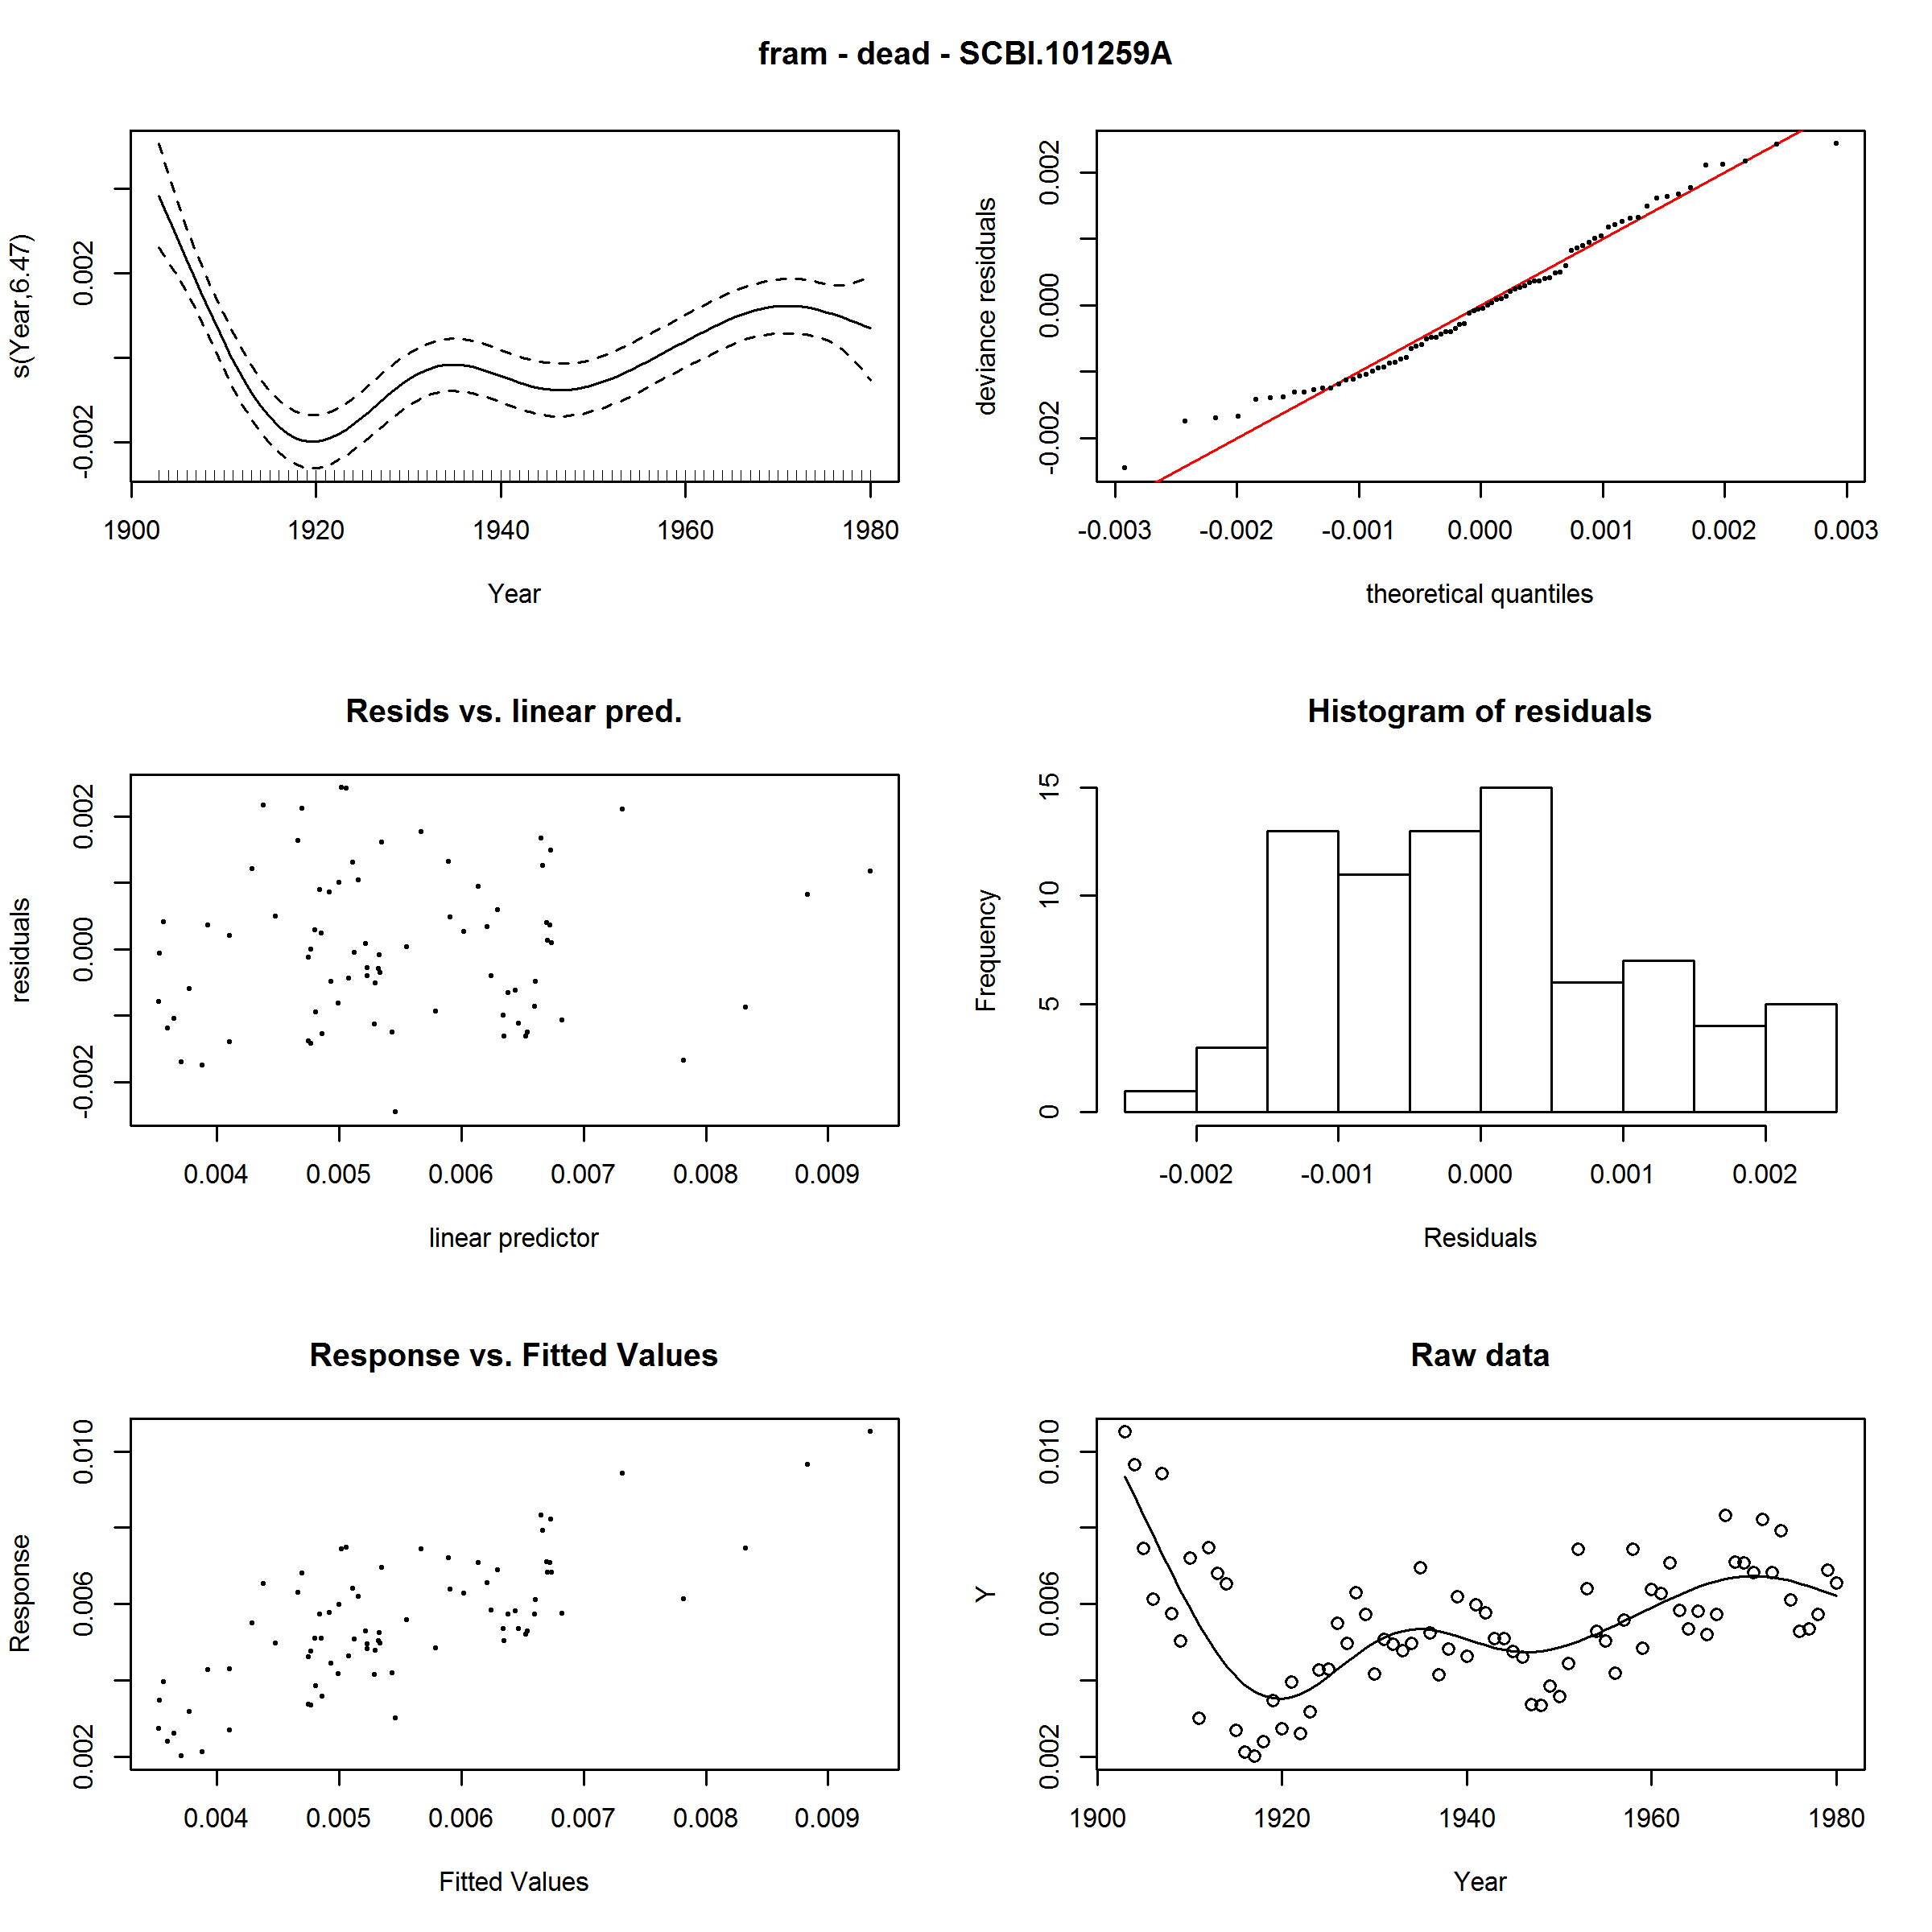 fram - dead - SCBI.101259A
s(Year,6.47)
-0.002 0.002
1900 1920 1940 1960 1980
Year
deviance residuals
-0.002 0.000 0.002
-0.003 -0.002 -0.001 0.000 0.001 0.002 0.003
theoretical quantiles
Resids vs. linear pred.
residuals
-0.002 0.000 0.002
0.004 0.005 0.006 0.007 0.008 0.009
linear predictor
Histogram of residuals
Frequency
0 5 10 15
-0.002 -0.001 0.000 0.001 0.002
Residuals
Response vs. Fitted Values
Response
0.002 0.006 0.010
0.004 0.005 0.006 0.007 0.008 0.009
Fitted Values
Raw data
Y
0.002 0.006 0.010
1900 1920 1940 1960 1980
Year